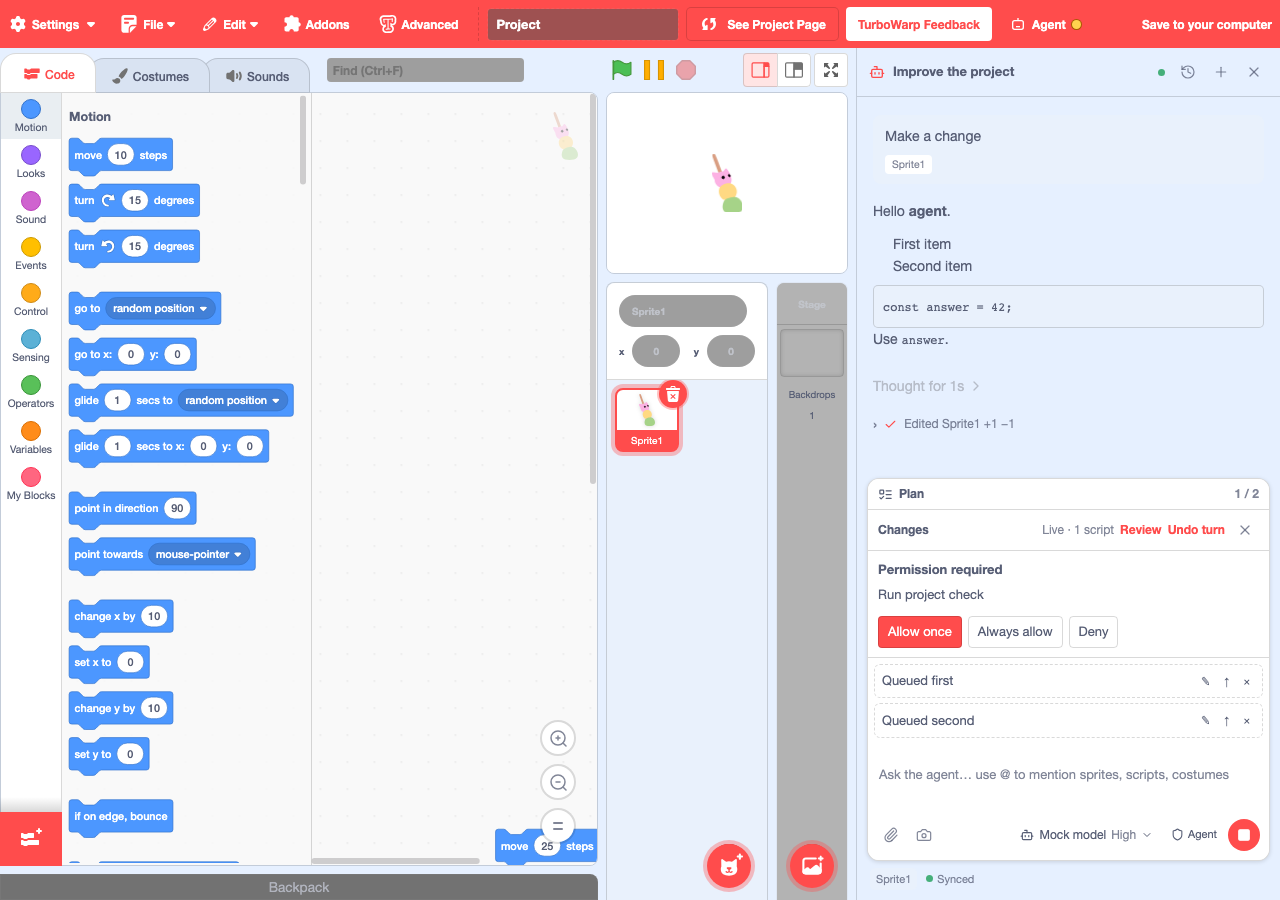 Settings
File
Edit
Addons
Advanced
Project
See Project Page
TurboWarp Feedback
Agent
Save to your computer
Code
Costumes
Sounds
Find (Ctrl+F)
Motion
Looks
Sound
Events
Control
Sensing
Operators
Variables
My Blocks
Motion
move 10 steps
turn 15 degrees
turn 15 degrees
go to random position
go to x: 0 y: 0
glide 1 secs to random position
glide 1 secs to x: 0 y: 0
point in direction 90
point towards mouse-pointer
change x by 10
set x to 0
change y by 10
set y to 0
if on edge, bounce
move 25 steps
Backpack
Sprite1
x 0 y 0
Sprite1
Stage
Backdrops
1
Improve the project
Make a change
Sprite1
Hello agent.
First item
Second item
const answer = 42;
Use answer.
Thought for 1s
Edited Sprite1 +1 −1
Plan 1 / 2
Changes Live · 1 script Review Undo turn
Permission required
Run project check
Allow once Always allow Deny
Queued first
Queued second
Ask the agent… use @ to mention sprites, scripts, costumes
Mock model High Agent
Sprite1 Synced